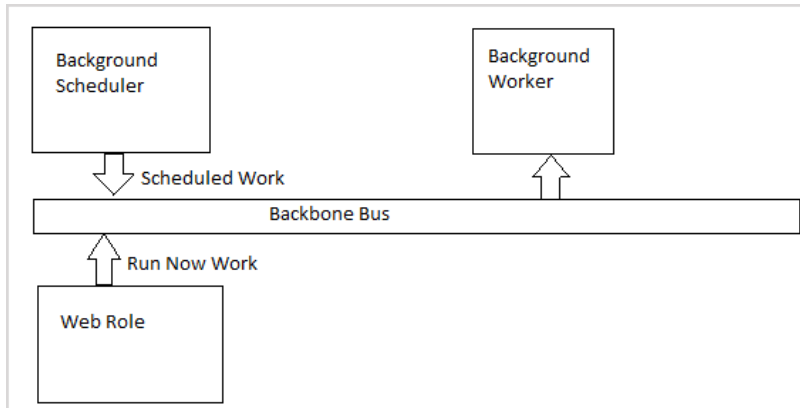 Background
Scheduler
Background
Worker
Scheduled Work
Backbone Bus
Run Now Work
Web Role